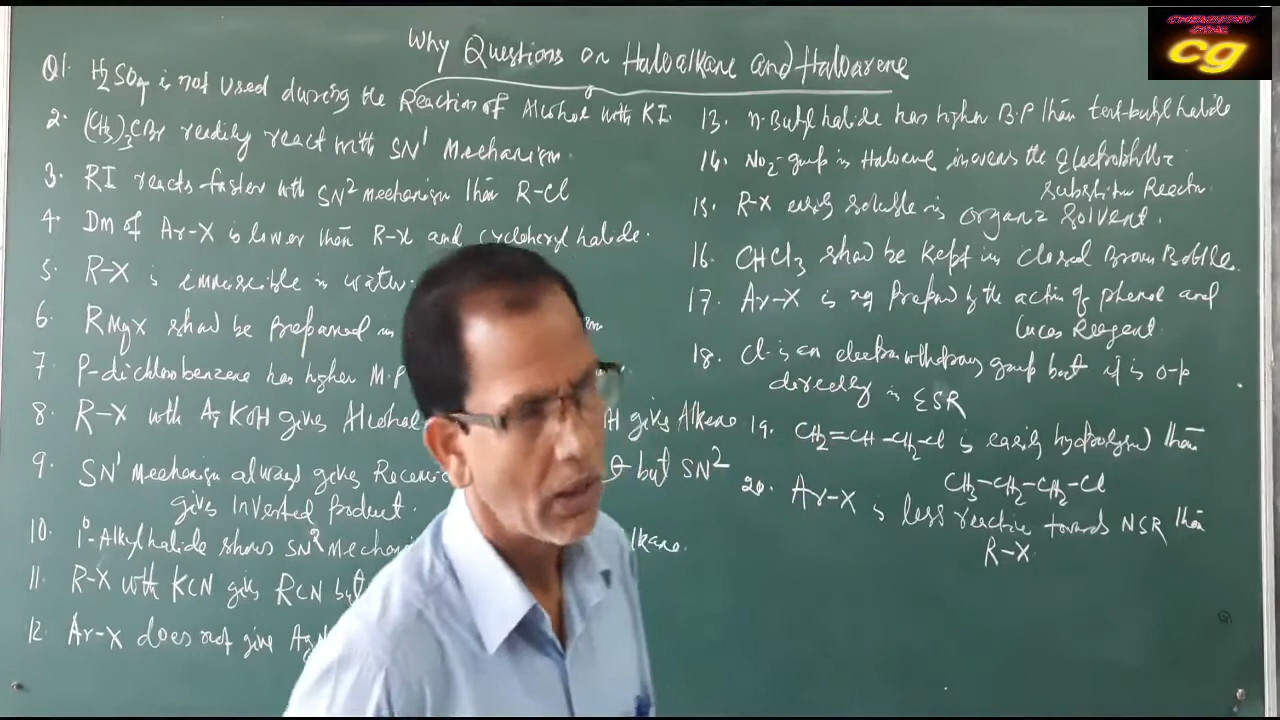 CHEMISTRY
cg
Why Questions on Haloalkane and Haloarene
Q1. H2SO4 is not used during the Reaction of Alcohol with KI.
2. (CH3)3CBr readily react with SN1 Mechanism.
3. RI reacts faster with SN2 mechanism than R-Cl
4. Dm of Ar-X is lower than R-X and cyclohexyl halide.
5. R-X is immiscible in water.
6 RMgX shoud be prepared in
7 P-dichlorobenzene has higher M.P
8 R-X with Aq KOH gives Alcohol H gives Alkene
9. SN1 Mechanism always gives but SN2
gives Inverted Product.
10. 1°-Alkylhalide shows SN2 Mechani lkane.
11. R-X with KCN gives RCN but
12 Ar-X does not give Ag
13. n-Butyl halide has higher B.P than tert-butyl halide
14. NO2-group in the Electrophilic
Substitution Reaction
15. R-X easily soluble in organic solvent.
16. CHCl3 shoud be kept in closed Brown Bottle.
17. Ar-X is not prepared by the action of phenol and
Lucas Reagent.
18. Cl is an electron withdrawing group but it is o-p
directly in ESR
19. CH2=CH-CH2-Cl is easily hydrolysed than
CH3-CH2-CH2-Cl
20. Ar-X is less reactive towards NSR than
R-X